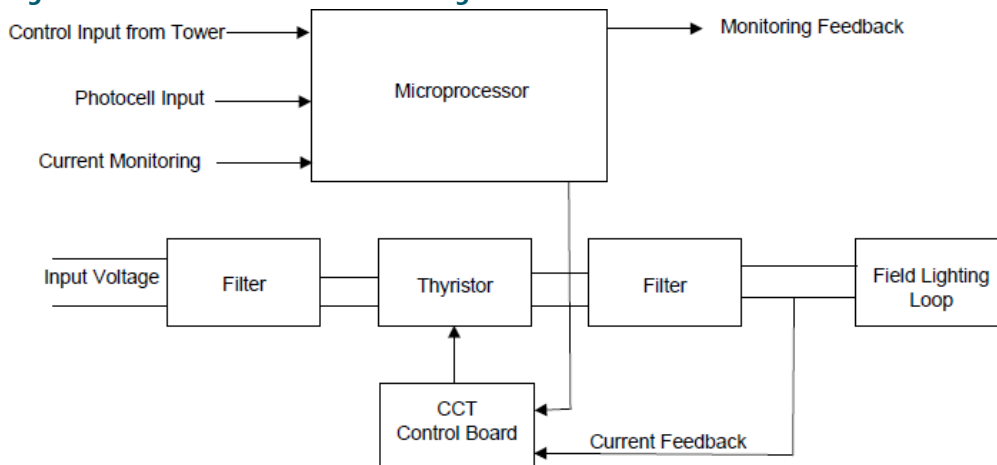 Control Input from Tower
Monitoring Feedback
Photocell Input
Microprocessor
Current Monitoring
Input Voltage
Filter
Thyristor
Filter
Field Lighting
Loop
CCT
Control Board
Current Feedback